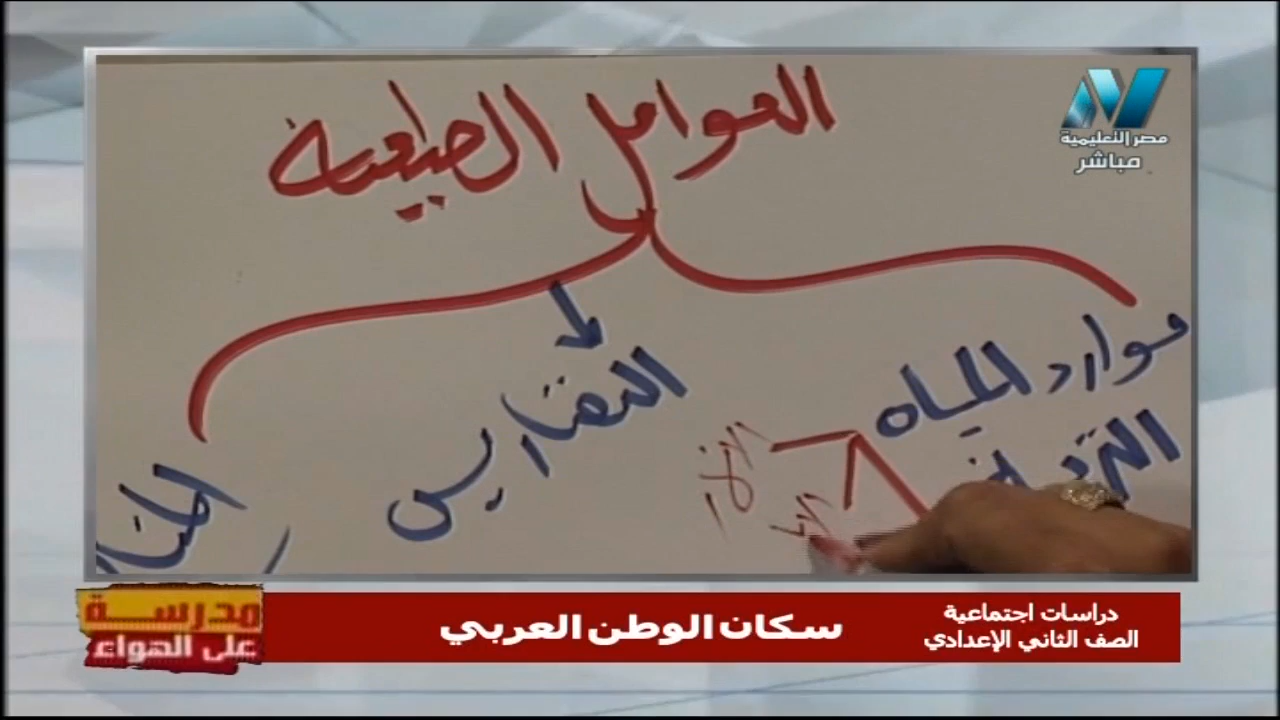 العوامل الطبيعية
مصر التعليمية
مباشر
موارد المياه
التربة
التضاريس
دراسات اجتماعية
الصف الثاني الإعدادي
سكان الوطن العربي
مدرسة
على الهواء